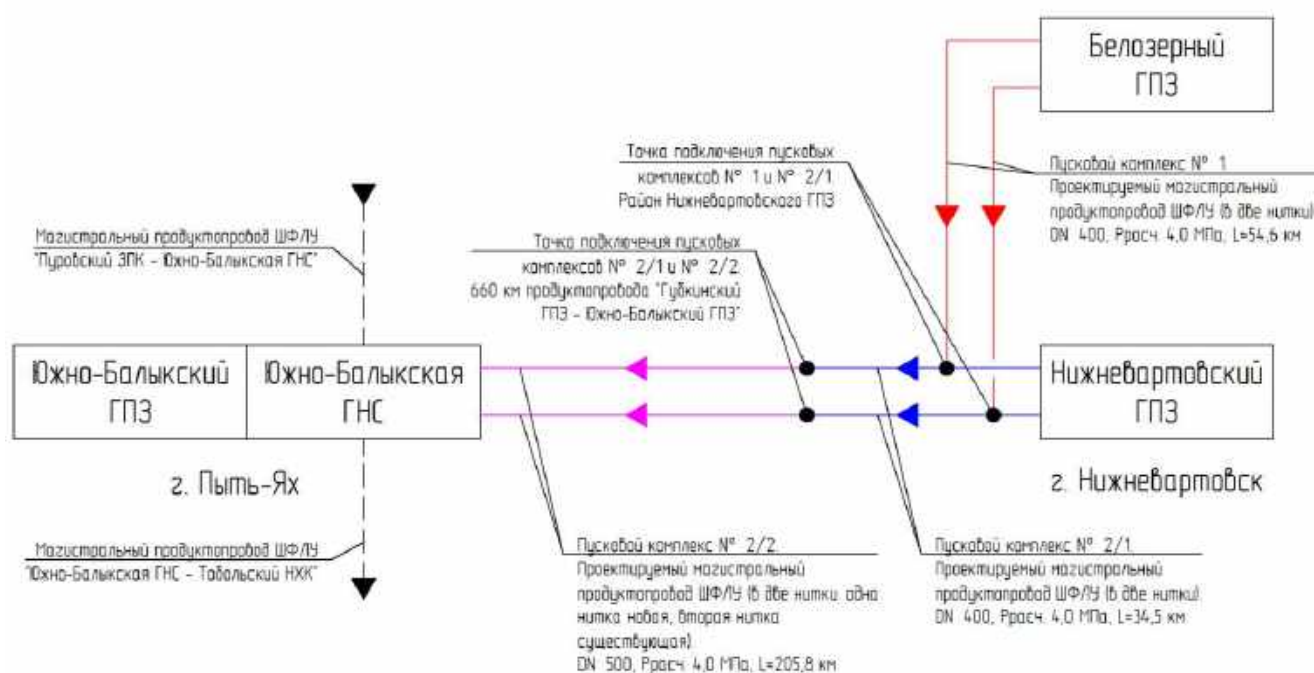 Белозерный
ГПЗ
Точка подключения пусковых
комплексов № 1 и № 2/1.
Район Нижневартовского ГПЗ
Пусковой комплекс № 1.
Проектируемый магистральный
продуктопровод ШФЛУ (в две нитки).
DN 400, Ррасч. 4,0 МПа, L=54,6 км
Магистральный продуктопровод ШФЛУ
"Пуровский ЗПК - Южно-Балыкская ГНС"
Точка подключения пусковых
комплексов № 2/1 и № 2/2.
660 км продуктопровода "Губкинский
ГПЗ - Южно-Балыкский ГПЗ"
Южно-Балыкский
ГПЗ
Южно-Балыкская
ГНС
Нижневартовский
ГПЗ
г. Пыть-Ях
г. Нижневартовск
Магистральный продуктопровод ШФЛУ
"Южно-Балыкская ГНС - Тобольский НХК"
Пусковой комплекс № 2/2.
Проектируемый магистральный
продуктопровод ШФЛУ (в две нитки: одна
нитка новая, вторая нитка
существующая).
DN 500, Ррасч. 4,0 МПа, L=205,8 км
Пусковой комплекс № 2/1.
Проектируемый магистральный
продуктопровод ШФЛУ (в две нитки).
DN 400, Ррасч. 4,0 МПа, L=34,5 км